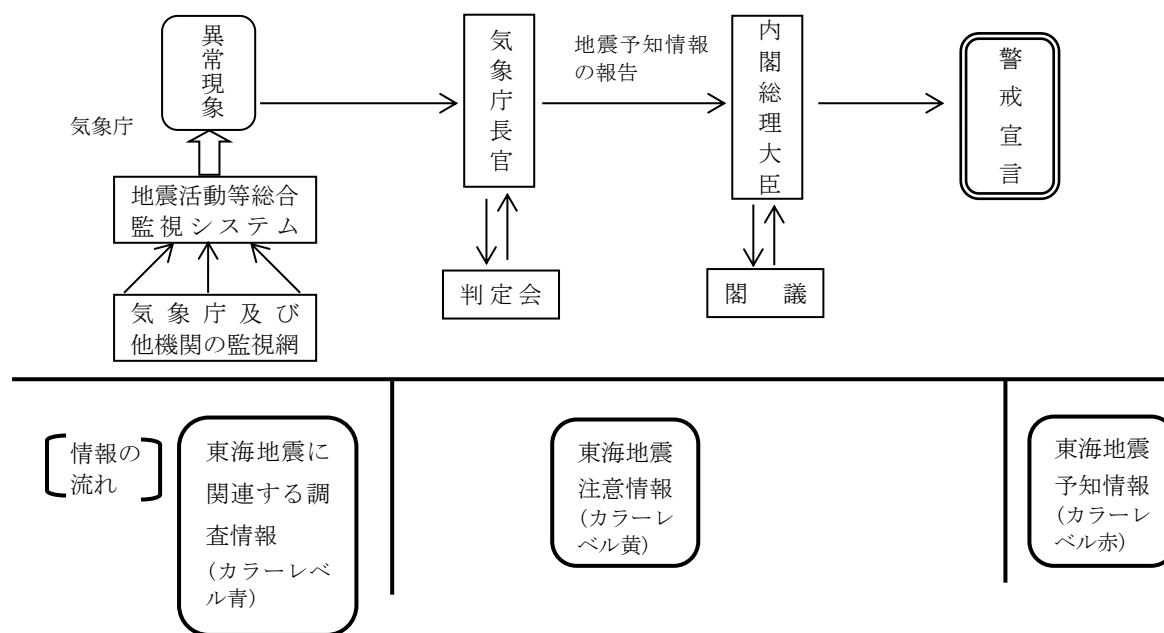 異常現象
気象庁
地震活動等総合
監視システム
気象庁及び
他機関の監視網
気象庁長官
判定会
地震予知情報
の報告
内閣総理大臣
閣議
警戒宣言
情報の
流れ
東海地震に
関連する調
査情報
(カラーレベ
ル青)
東海地震
注意情報
(カラーレ
ベル黄)
東海地震
予知情報
(カラーレ
ベル赤)